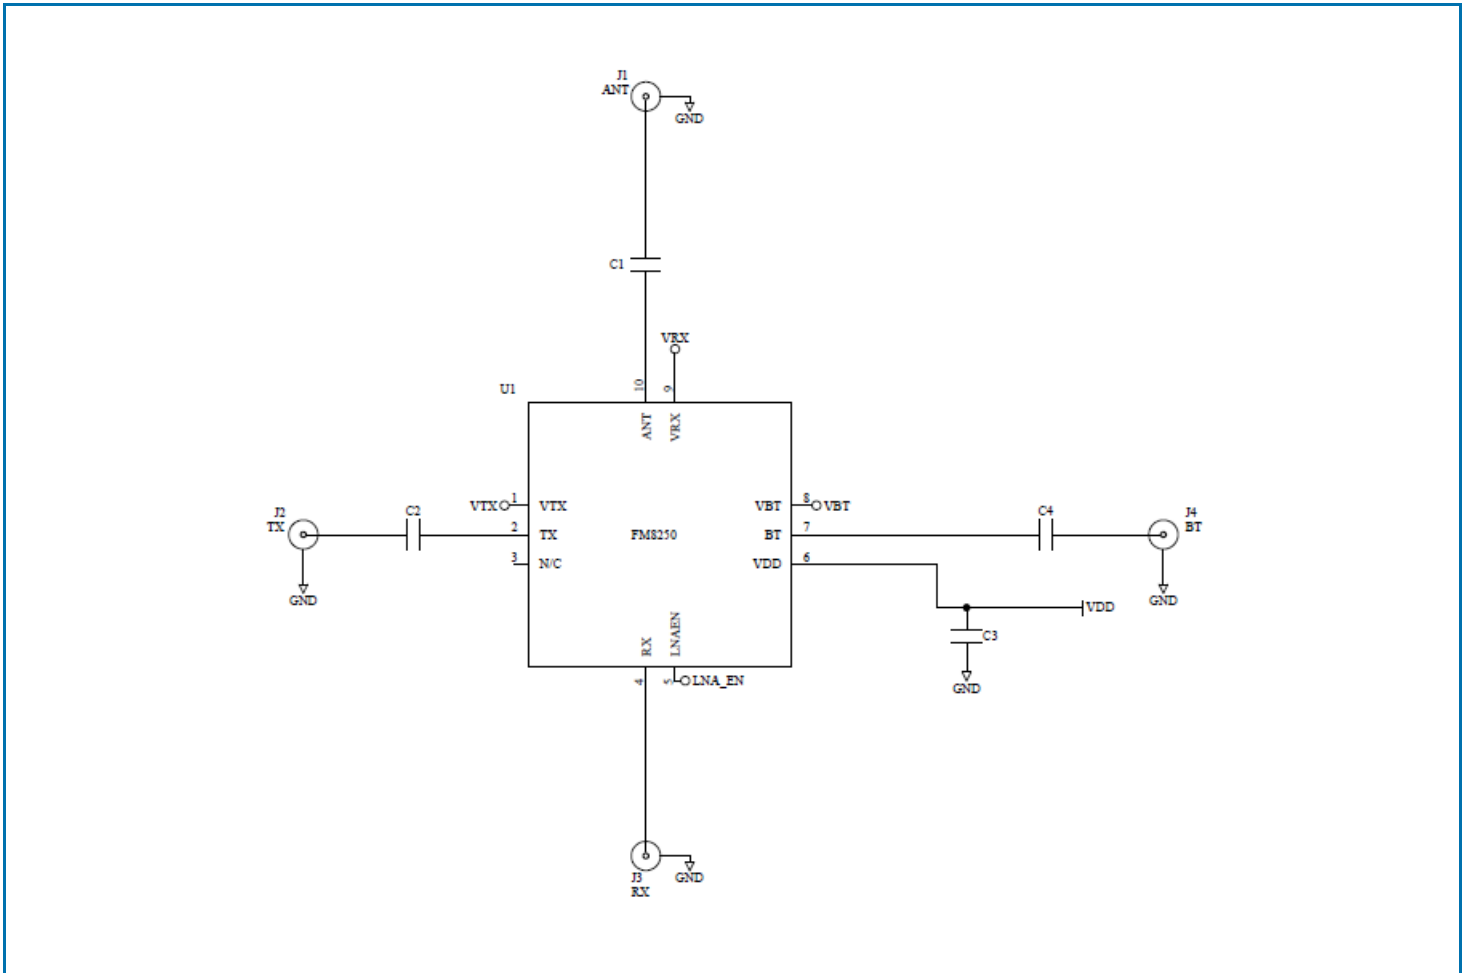 J1
ANT
GND
C1
VRX
10
9
U1
ANT
VRX
J2
TX
C2
VTX
1
VTX
VBT
8
VBT
C4
J4
BT
2
TX
FM8250
BT
7
3
N/C
VDD
6
GND
GND
VDD
RX
LNAEN
C3
4
5
LNA_EN
GND
J3
RX
GND